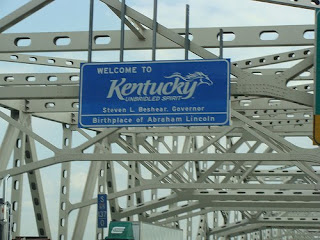 WELCOME TO
Kentucky
UNBRIDLED SPIRIT
Steven L. Beshear, Governor
Birthplace of Abraham Lincoln